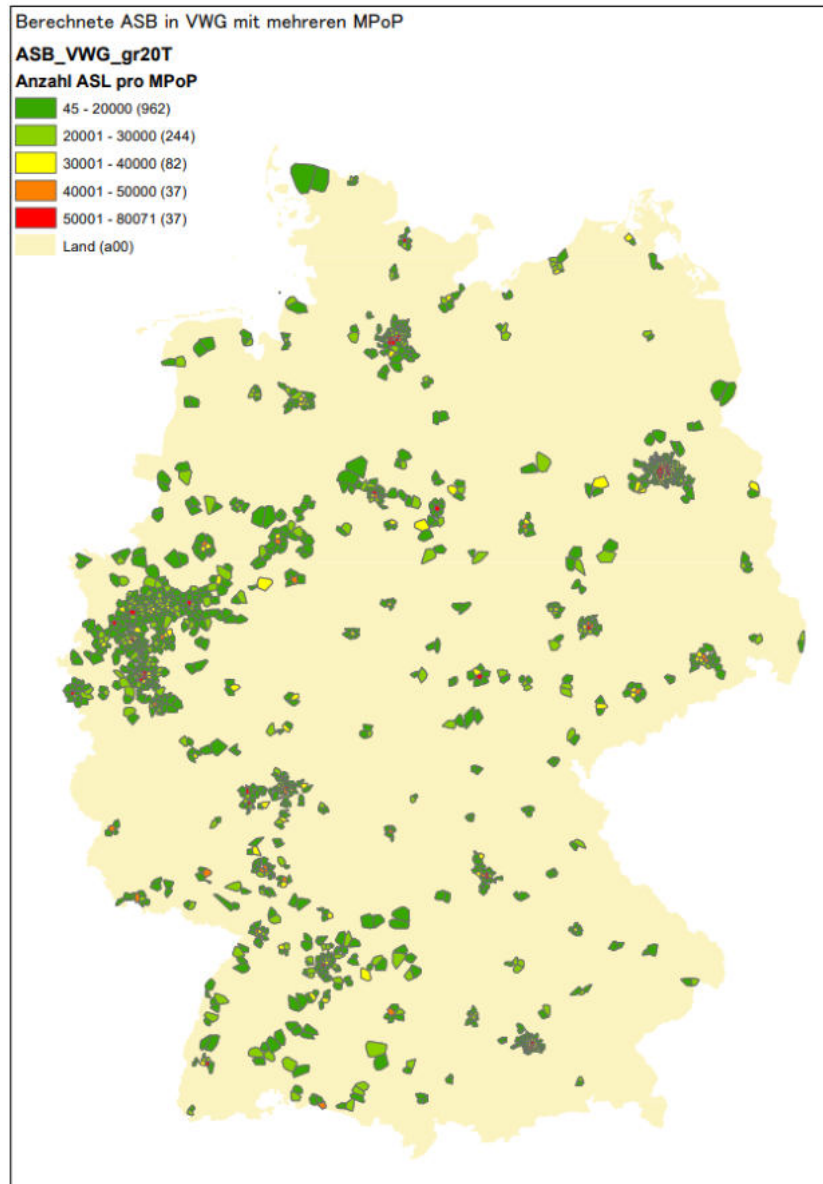 Berechnete ASB in VWG mit mehreren MPoP
ASB_VWG_gr20T
Anzahl ASL pro MPoP
45 - 20000 (962)
20001 - 30000 (244)
30001 - 40000 (82)
40001 - 50000 (37)
50001 - 80071 (37)
Land (a00)